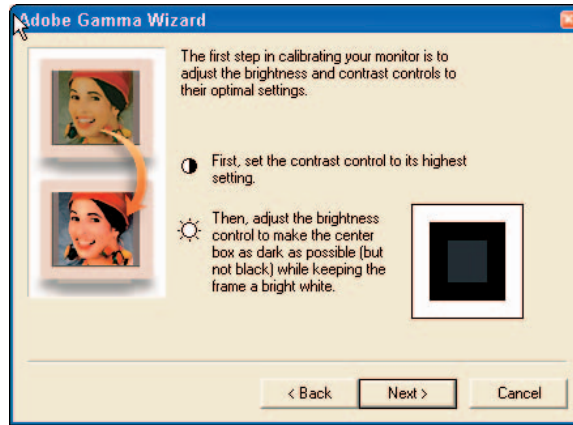 Adobe Gamma Wizard
The first step in calibrating your monitor is to
adjust the brightness and contrast controls to
their optimal settings.
First, set the contrast control to its highest
setting.
Then, adjust the brightness
control to make the center
box as dark as possible (but
not black) while keeping the
frame a bright white.
< Back
Next >
Cancel